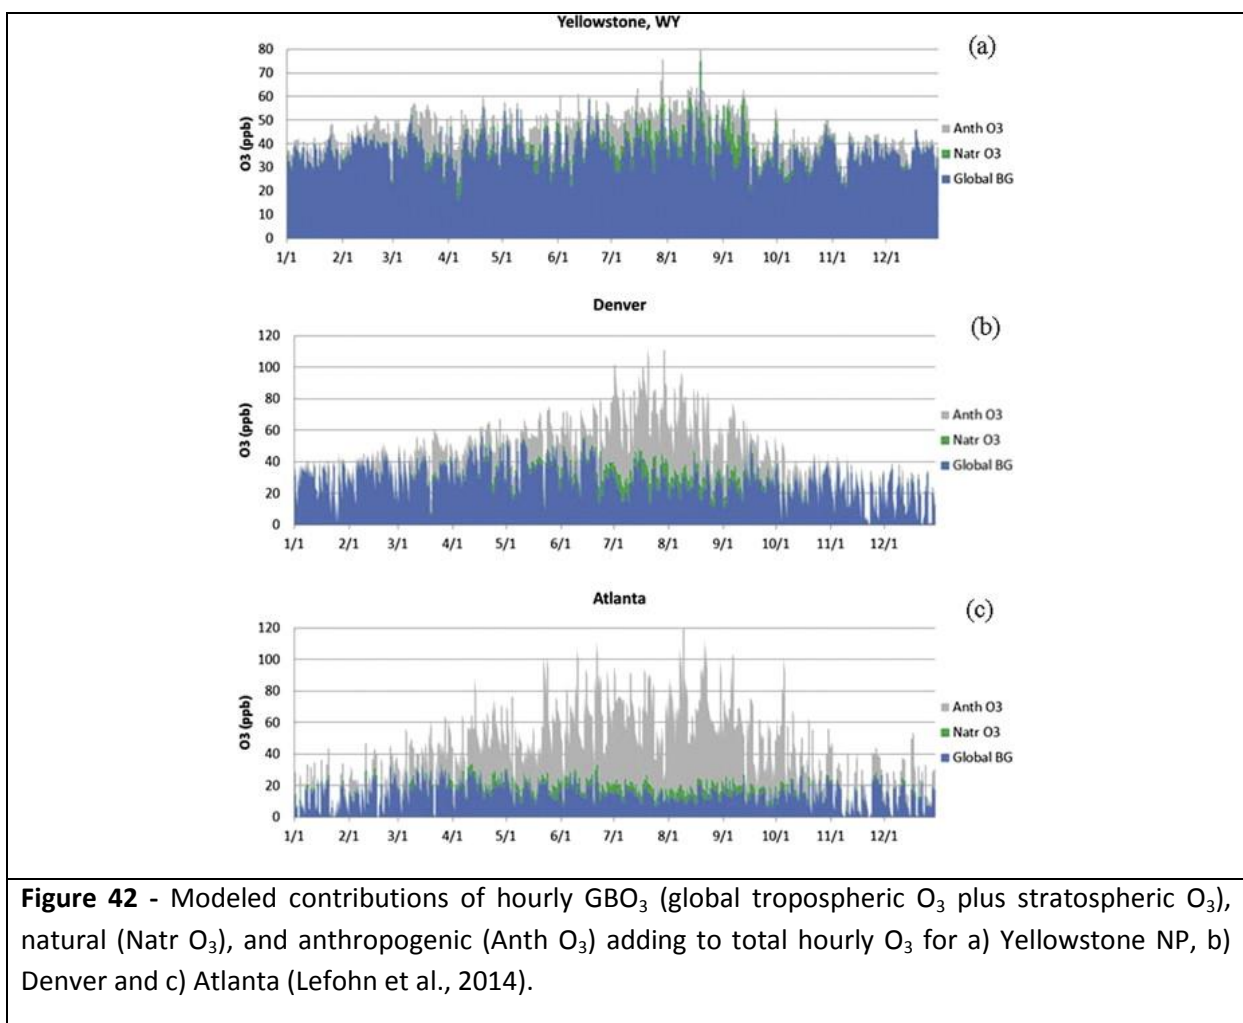 Yellowstone, WY
(a)
80
70
60
50
40
30
20
10
0
O3 (ppb)
Anth O3
Natr O3
Global BG
1/1 2/1 3/1 4/1 5/1 6/1 7/1 8/1 9/1 10/1 11/1 12/1
Denver
(b)
120
100
80
60
40
20
0
O3 (ppb)
Anth O3
Natr O3
Global BG
1/1 2/1 3/1 4/1 5/1 6/1 7/1 8/1 9/1 10/1 11/1 12/1
Atlanta
(c)
120
100
80
60
40
20
0
O3 (ppb)
Anth O3
Natr O3
Global BG
1/1 2/1 3/1 4/1 5/1 6/1 7/1 8/1 9/1 10/1 11/1 12/1
Figure 42 - Modeled contributions of hourly GBO₃ (global tropospheric O₃ plus stratospheric O₃),
natural (Natr O₃), and anthropogenic (Anth O₃) adding to total hourly O₃ for a) Yellowstone NP, b)
Denver and c) Atlanta (Lefohn et al., 2014).